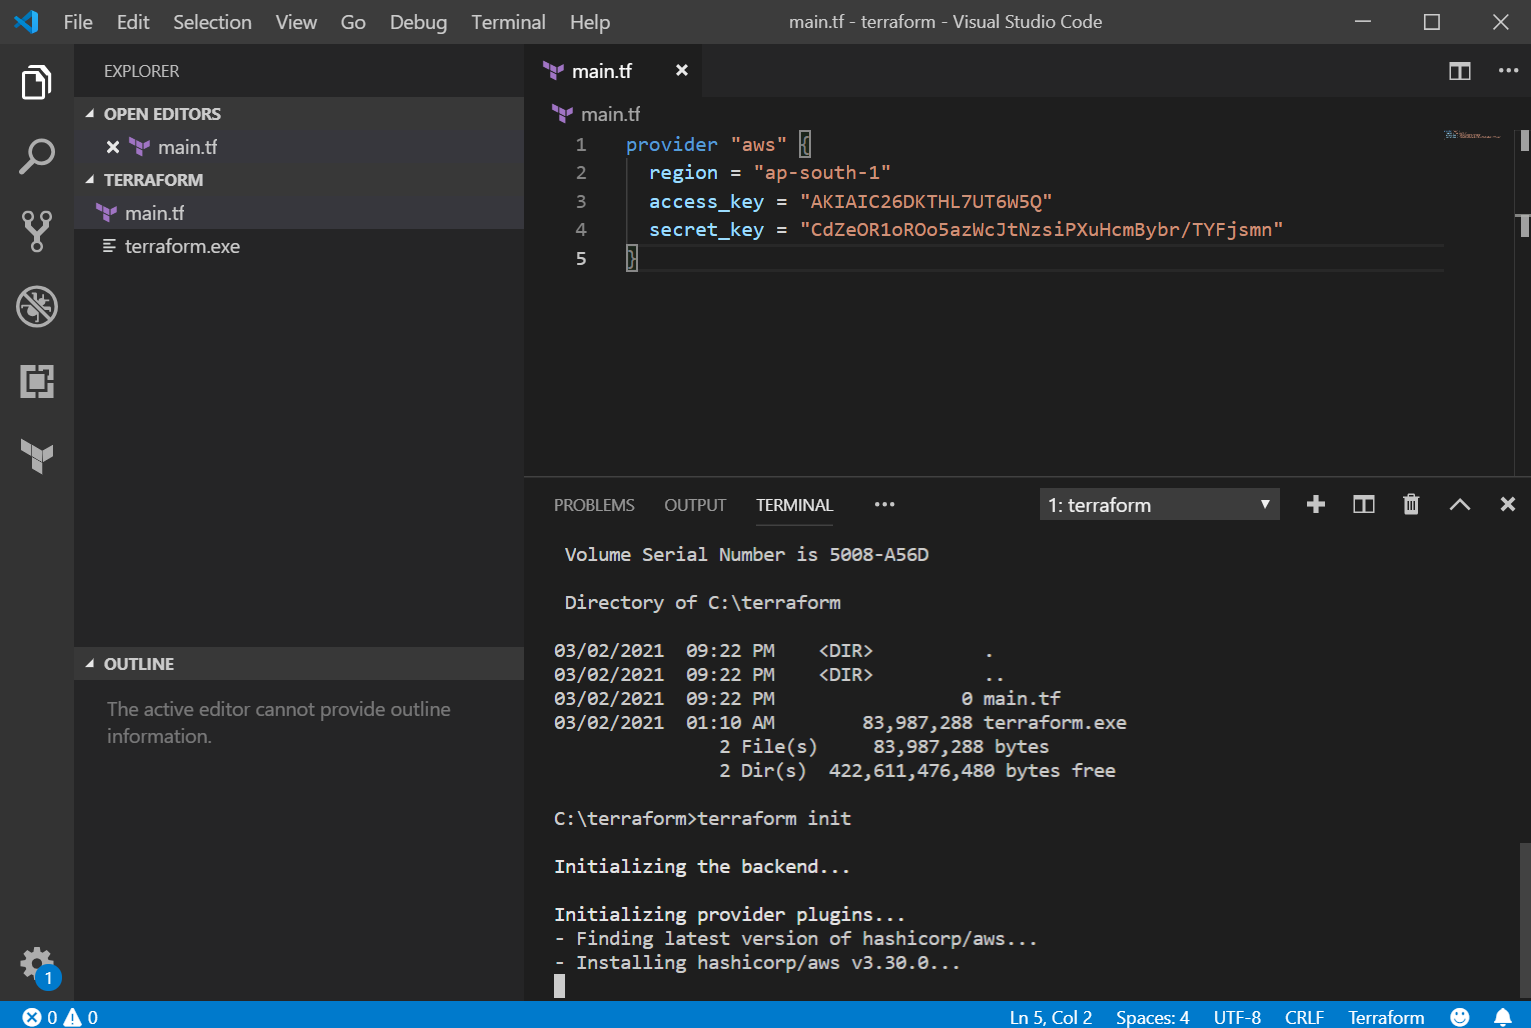 File Edit Selection View Go Debug Terminal Help main.tf - terraform - Visual Studio Code
EXPLORER
OPEN EDITORS
main.tf
TERRAFORM
main.tf
terraform.exe
OUTLINE
The active editor cannot provide outline
information.
1
main.tf
main.tf
1 provider "aws" {
2 region = "ap-south-1"
3 access_key = "AKIAIC26DKTHL7UT6W5Q"
4 secret_key = "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"
5 }
PROBLEMS OUTPUT TERMINAL 1: terraform
Volume Serial Number is 5008-A56D
Directory of C:\terraform
03/02/2021 09:22 PM <DIR> .
03/02/2021 09:22 PM <DIR> ..
03/02/2021 09:22 PM 0 main.tf
03/02/2021 01:10 AM 83,987,288 terraform.exe
2 File(s) 83,987,288 bytes
2 Dir(s) 422,611,476,480 bytes free
C:\terraform>terraform init
Initializing the backend...
Initializing provider plugins...
- Finding latest version of hashicorp/aws...
- Installing hashicorp/aws v3.30.0...
0 0 Ln 5, Col 2 Spaces: 4 UTF-8 CRLF Terraform